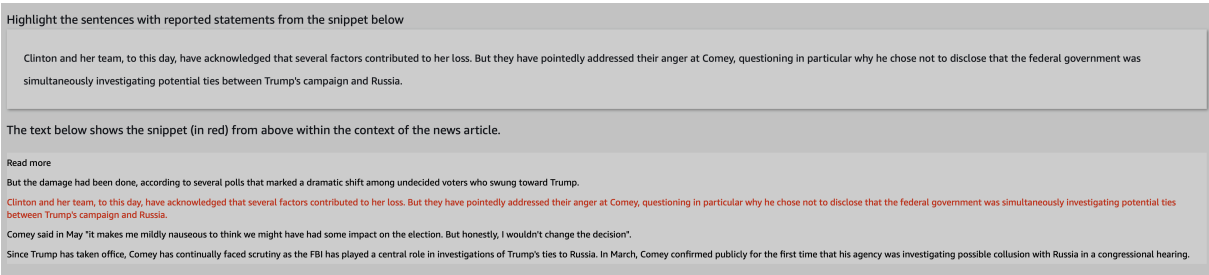 Highlight the sentences with reported statements from the snippet below
Clinton and her team, to this day, have acknowledged that several factors contributed to her loss. But they have pointedly addressed their anger at Comey, questioning in particular why he chose not to disclose that the federal government was
simultaneously investigating potential ties between Trump's campaign and Russia.
The text below shows the snippet (in red) from above within the context of the news article.
Read more
But the damage had been done, according to several polls that marked a dramatic shift among undecided voters who swung toward Trump.
Clinton and her team, to this day, have acknowledged that several factors contributed to her loss. But they have pointedly addressed their anger at Comey, questioning in particular why he chose not to disclose that the federal government was simultaneously investigating potential ties
between Trump's campaign and Russia.
Comey said in May "it makes me mildly nauseous to think we might have had some impact on the election. But honestly, I wouldn't change the decision".
Since Trump has taken office, Comey has continually faced scrutiny as the FBI has played a central role in investigations of Trump's ties to Russia. In March, Comey confirmed publicly for the first time that his agency was investigating possible collusion with Russia in a congressional hearing.